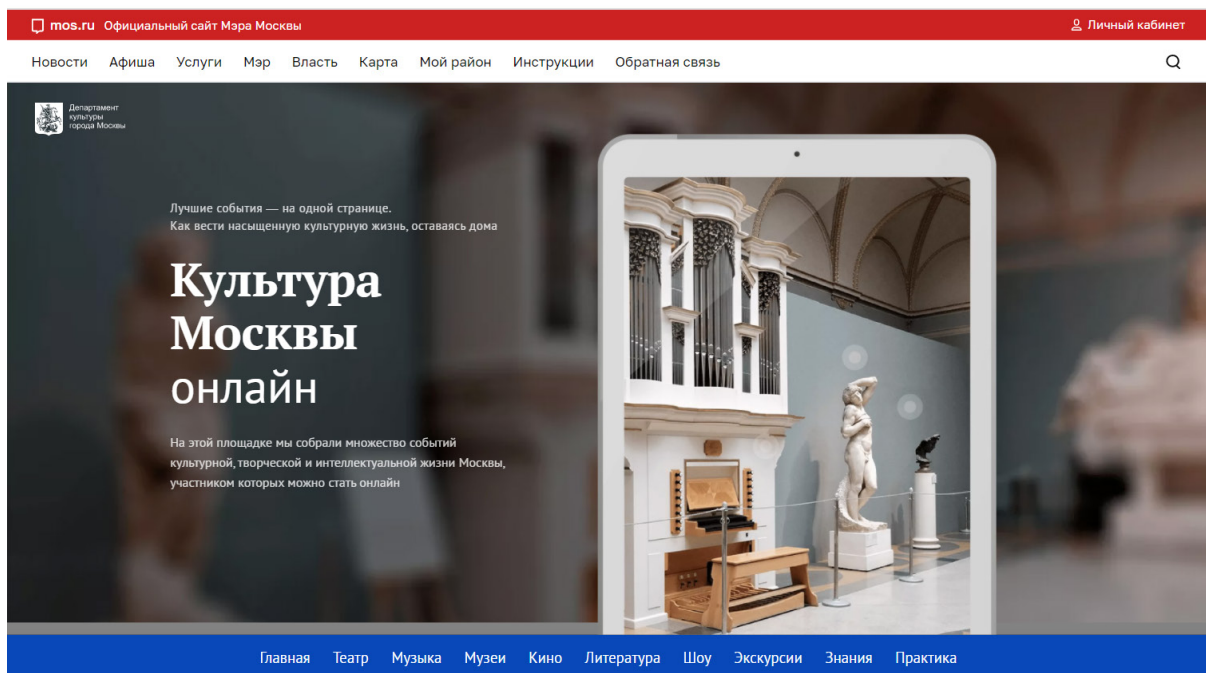 mos.ru Официальный сайт Мэра Москвы Личный кабинет
Новости Афиша Услуги Мэр Власть Карта Мой район Инструкции Обратная связь
Департамент
культуры
города Москвы
Лучшие события — на одной странице.
Как вести насыщенную культурную жизнь, оставаясь дома
Культура
Москвы
онлайн
На этой площадке мы собрали множество событий
культурной, творческой и интеллектуальной жизни Москвы,
участником которых можно стать онлайн
Главная Театр Музыка Музеи Кино Литература Шоу Экскурсии Знания Практика